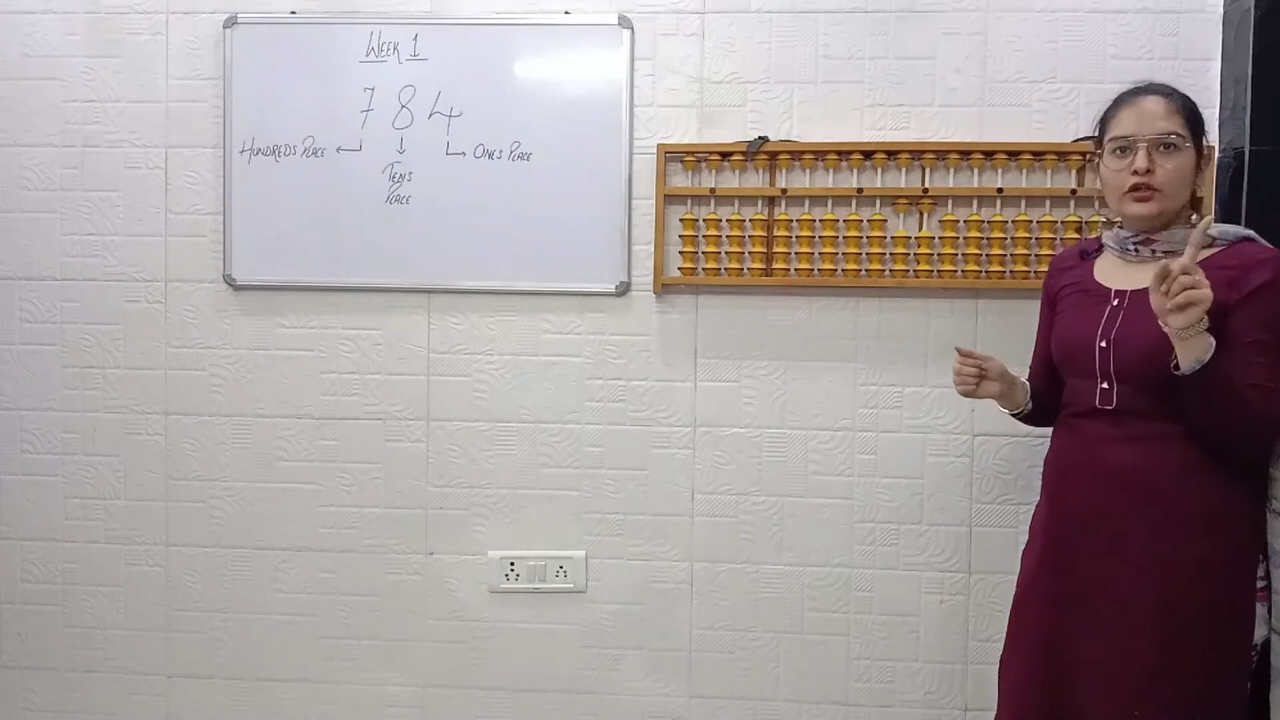 WEEK 1
7 8 4
HUNDREDS PLACE
ONES PLACE
TENS
PLACE